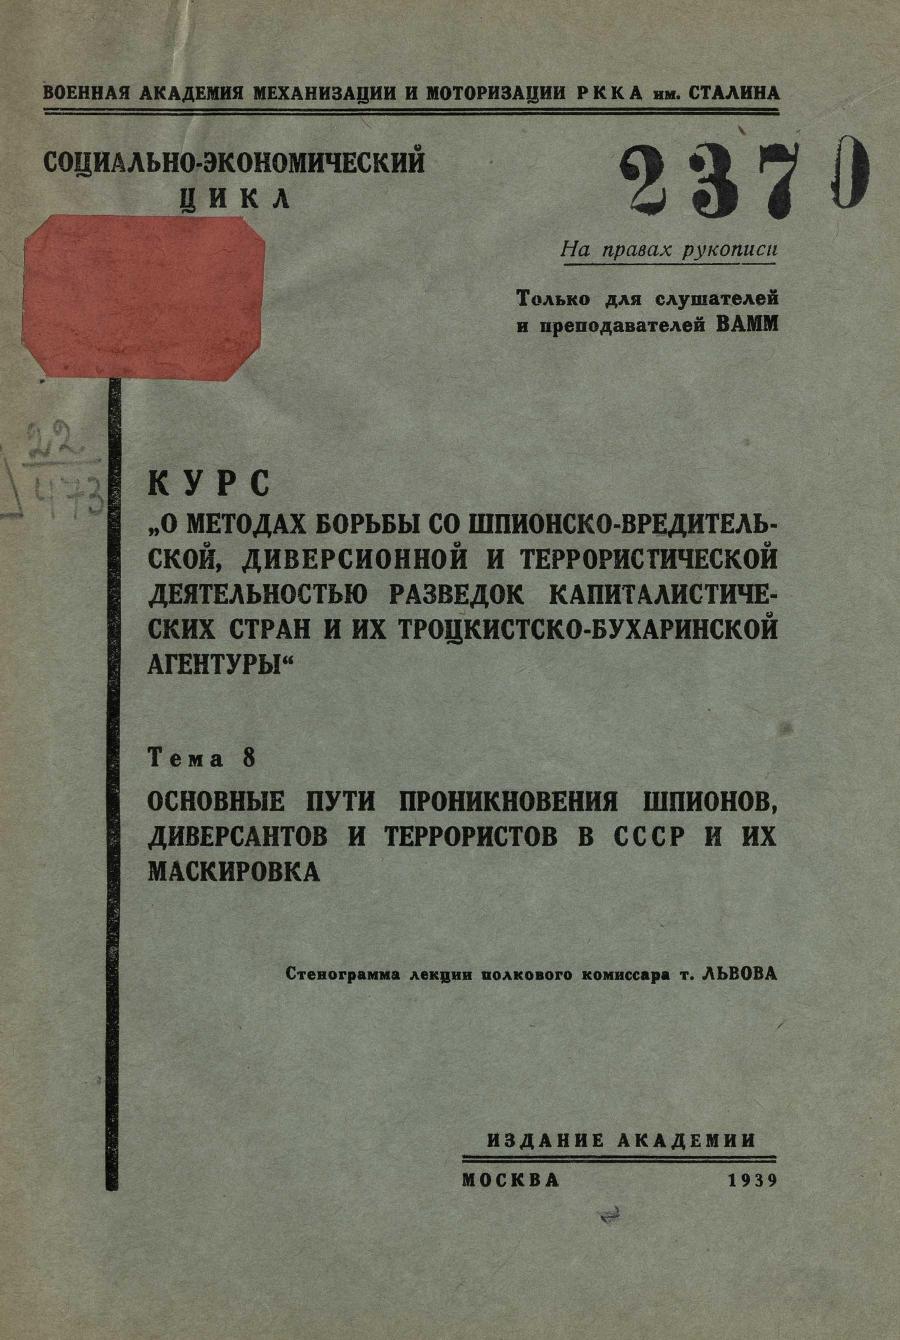 ВОЕННАЯ АКАДЕМИЯ МЕХАНИЗАЦИИ И МОТОРИЗАЦИИ РККА им. СТАЛИНА
СОЦИАЛЬНО-ЭКОНОМИЧЕСКИЙ
ЦИКЛ
2370
На правах рукописи
Только для слушателей
и преподавателей ВАММ
22
473
КУРС
„О МЕТОДАХ БОРЬБЫ СО ШПИОНСКО-ВРЕДИТЕЛЬ-
СКОЙ, ДИВЕРСИОННОЙ И ТЕРРОРИСТИЧЕСКОЙ
ДЕЯТЕЛЬНОСТЬЮ РАЗВЕДОК КАПИТАЛИСТИЧЕ-
СКИХ СТРАН И ИХ ТРОЦКИСТСКО-БУХАРИНСКОЙ
АГЕНТУРЫ“
Тема 8
ОСНОВНЫЕ ПУТИ ПРОНИКНОВЕНИЯ ШПИОНОВ,
ДИВЕРСАНТОВ И ТЕРРОРИСТОВ В СССР И ИХ
МАСКИРОВКА
Стенограмма лекции полкового комиссара т. ЛЬВОВА
ИЗДАНИЕ АКАДЕМИИ
МОСКВА 1939